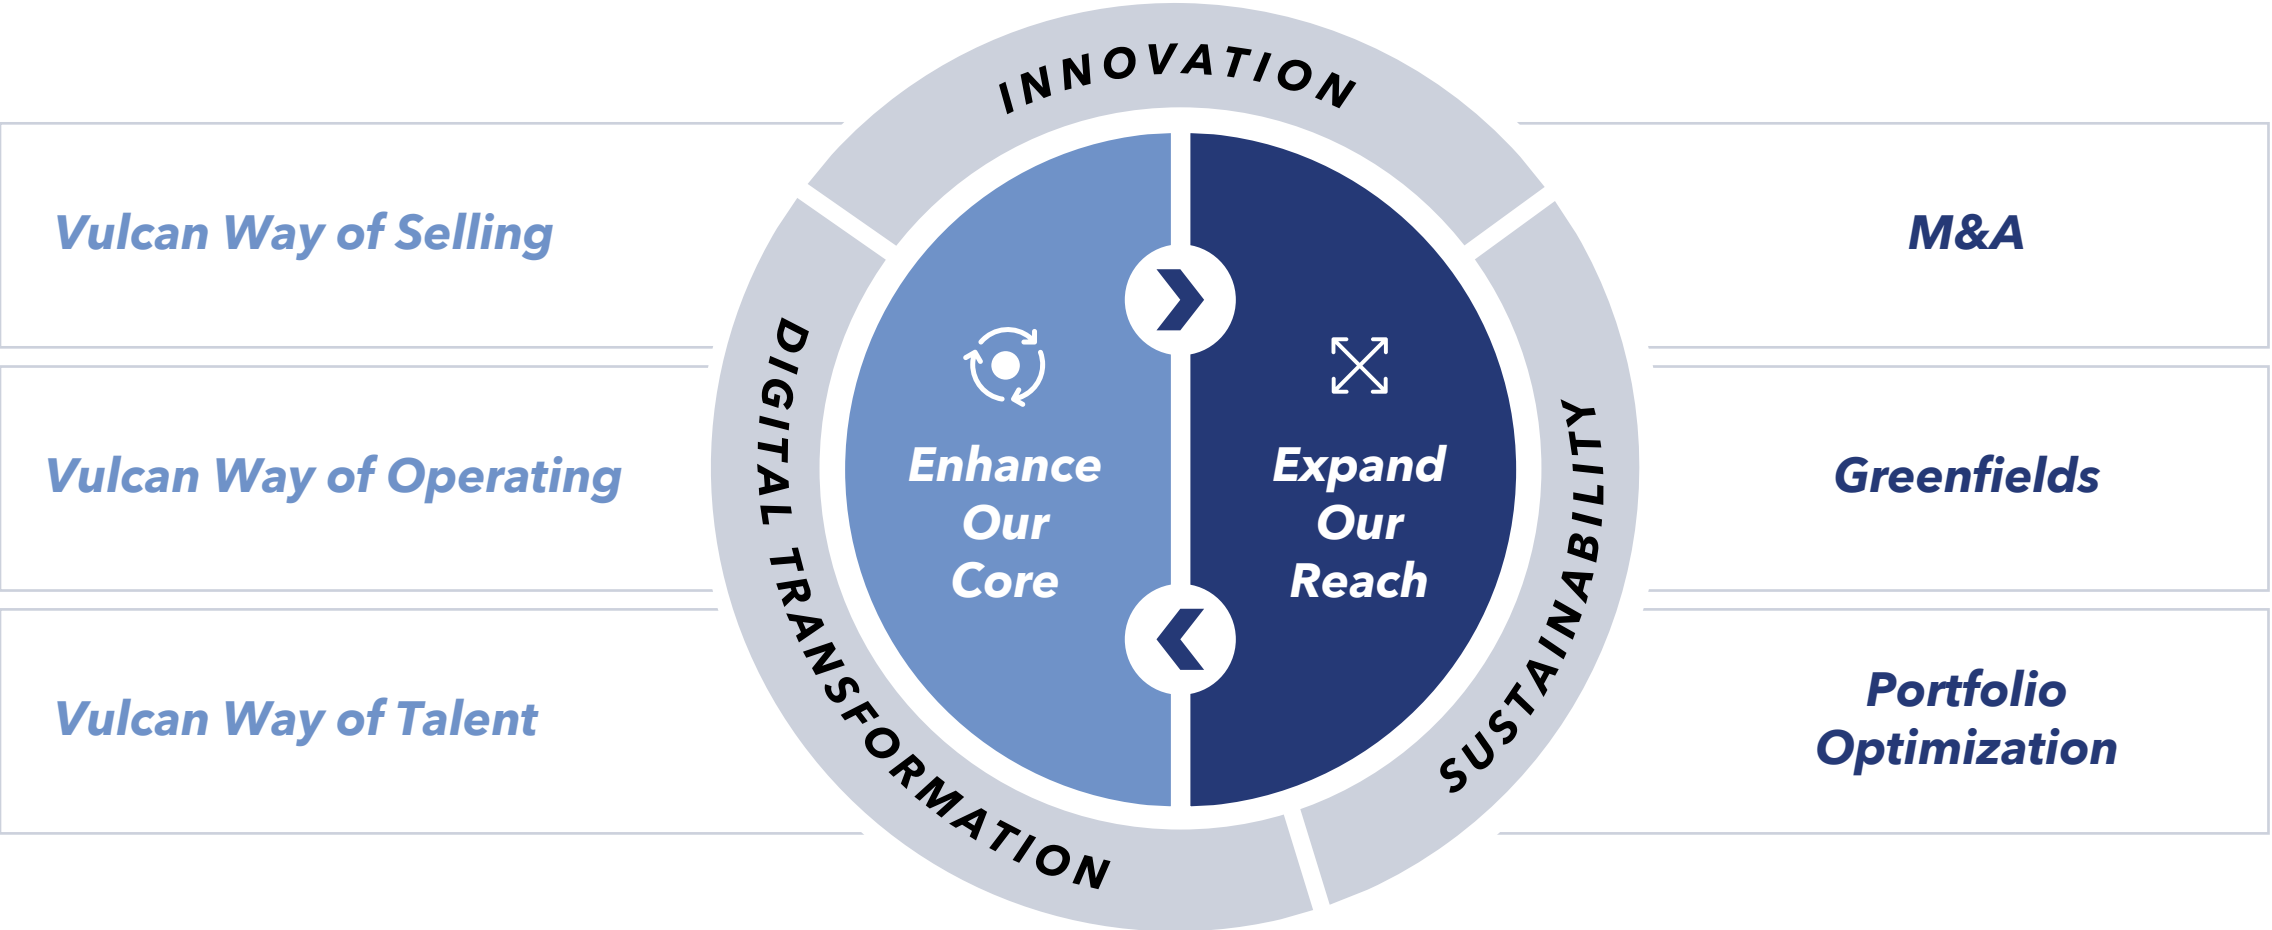 INNOVATION
Vulcan Way of Selling
Vulcan Way of Operating
Vulcan Way of Talent
DIGITAL TRANSFORMATION
Enhance
Our
Core
Expand
Our
Reach
SUSTAINABILITY
M&A
Greenfields
Portfolio
Optimization